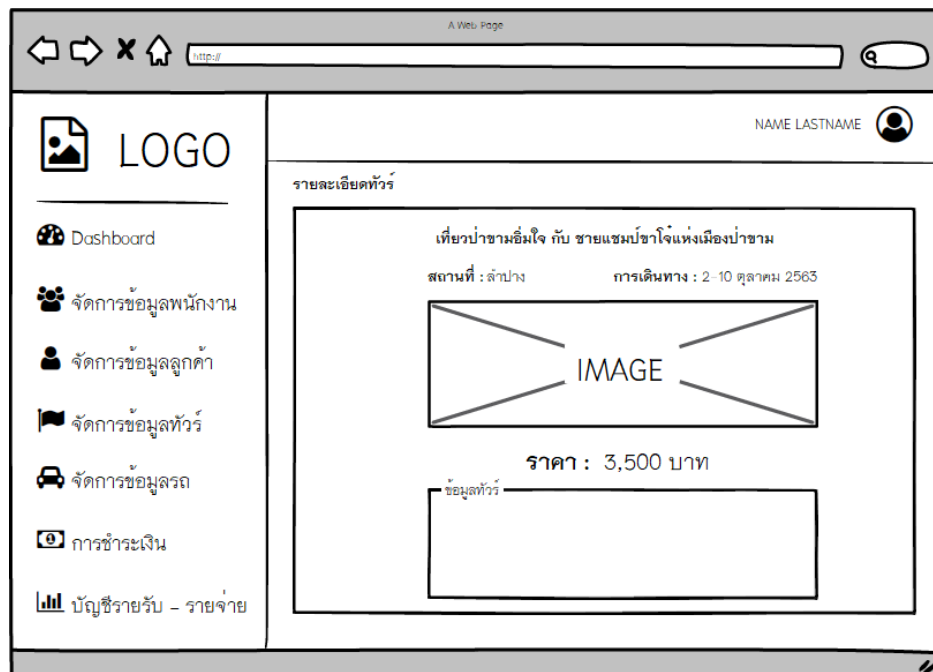 A Web Page
http://
LOGO
NAME LASTNAME
รายละเอียดทัวร์
Dashboard
จัดการข้อมูลพนักงาน
จัดการข้อมูลลูกค้า
จัดการข้อมูลทัวร์
จัดการข้อมูลรถ
การชำระเงิน
บัญชีรายรับ - รายจ่าย
เที่ยวป่าขามอิ่มใจ กับ ชายแชมป์ขาโจ๋แห่งเมืองป่าขาม
สถานที่ : ลำปาง การเดินทาง : 2-10 ตุลาคม 2563
IMAGE
ราคา : 3,500 บาท
ข้อมูลทัวร์